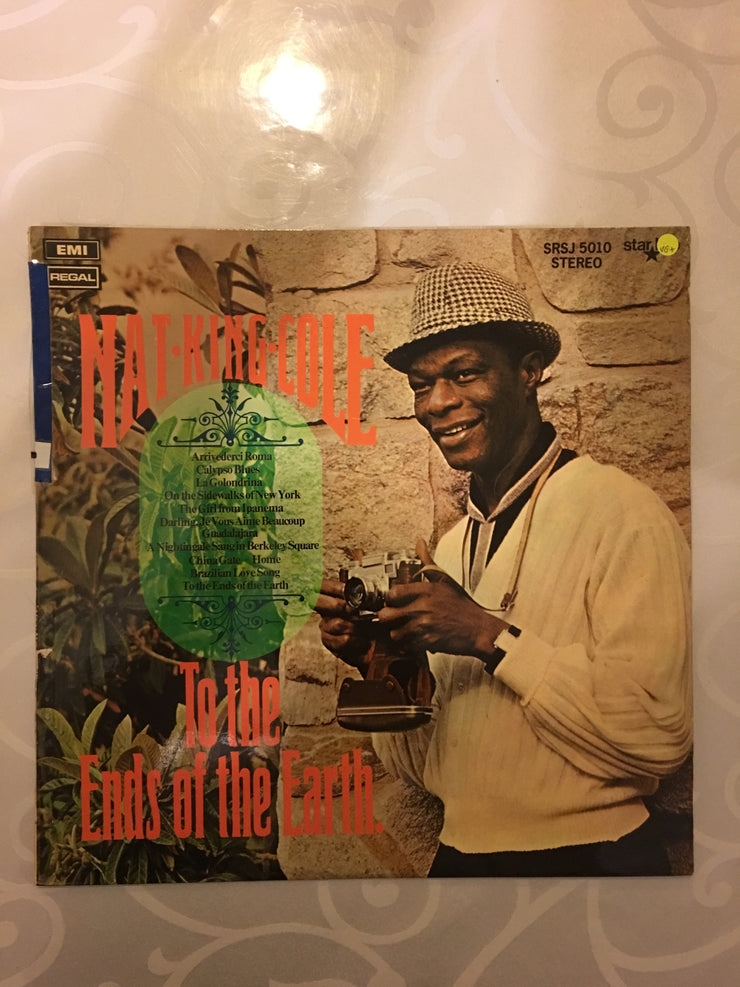 EMI
REGAL
SRSJ 5010
STEREO
star
VG+
NAT·KING·COLE
Arrivederci Roma
Calypso Blues
La Golondrina
On the Sidewalks of New York
The Girl from Ipanema
Darling, Je Vous Aime Beaucoup
Guadalajara
A Nightingale Sang in Berkeley Square
China Gate Home
Brazilian Love Song
To the Ends of the Earth
To the
Ends of the Earth.